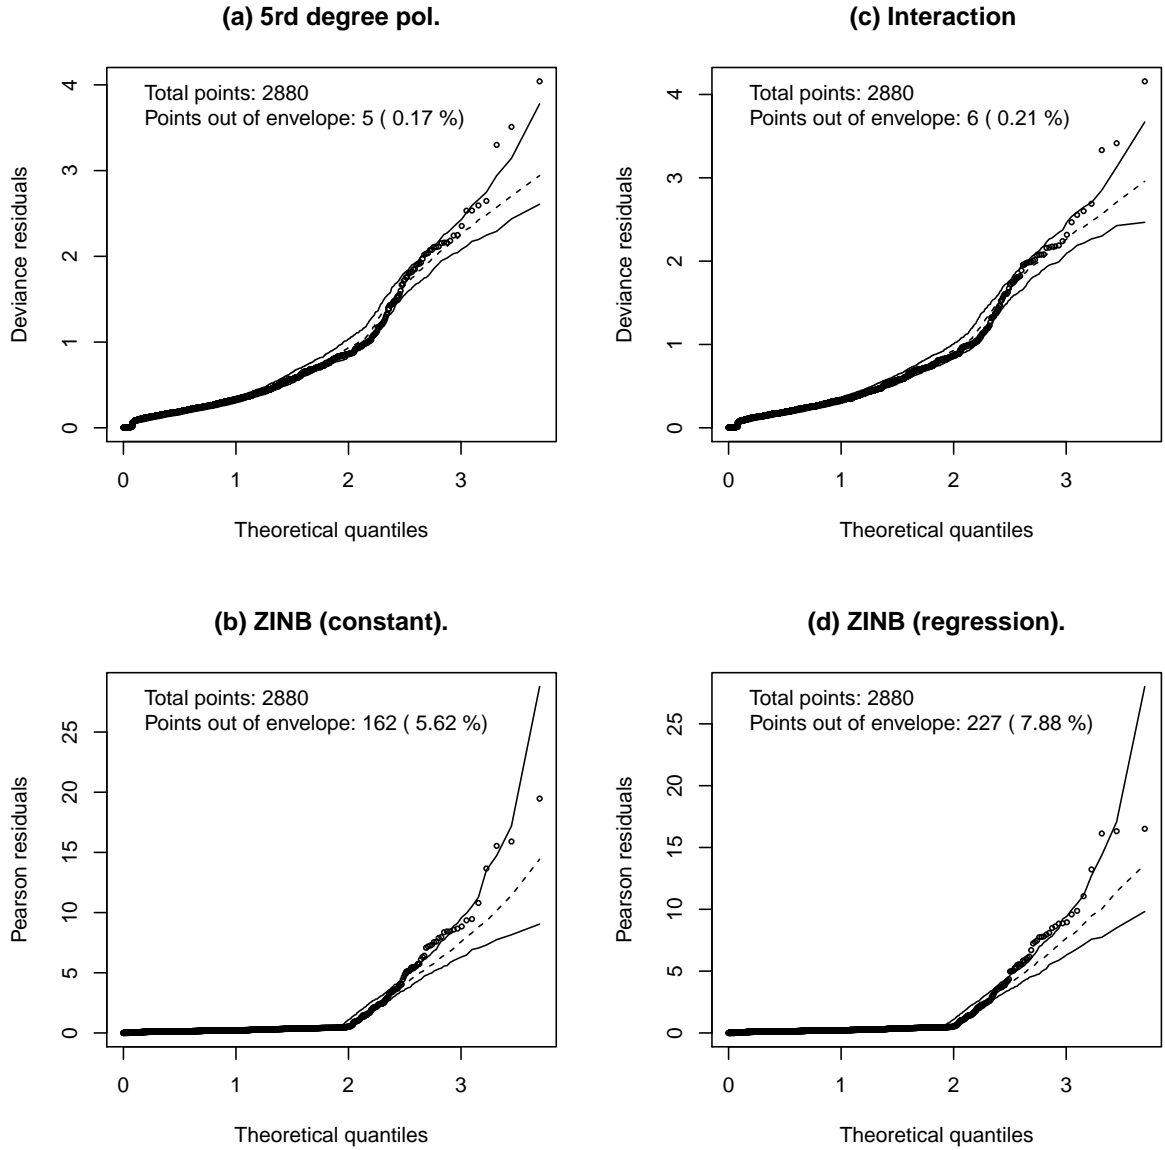 (a) 5rd degree pol.
Total points: 2880
Points out of envelope: 5 ( 0.17 %)
Deviance residuals
4
3
2
1
0
0 1 2 3
Theoretical quantiles
(c) Interaction
Total points: 2880
Points out of envelope: 6 ( 0.21 %)
Deviance residuals
4
3
2
1
0
0 1 2 3
Theoretical quantiles
(b) ZINB (constant).
Total points: 2880
Points out of envelope: 162 ( 5.62 %)
Pearson residuals
25
20
15
10
5
0
0 1 2 3
Theoretical quantiles
(d) ZINB (regression).
Total points: 2880
Points out of envelope: 227 ( 7.88 %)
Pearson residuals
25
20
15
10
5
0
0 1 2 3
Theoretical quantiles